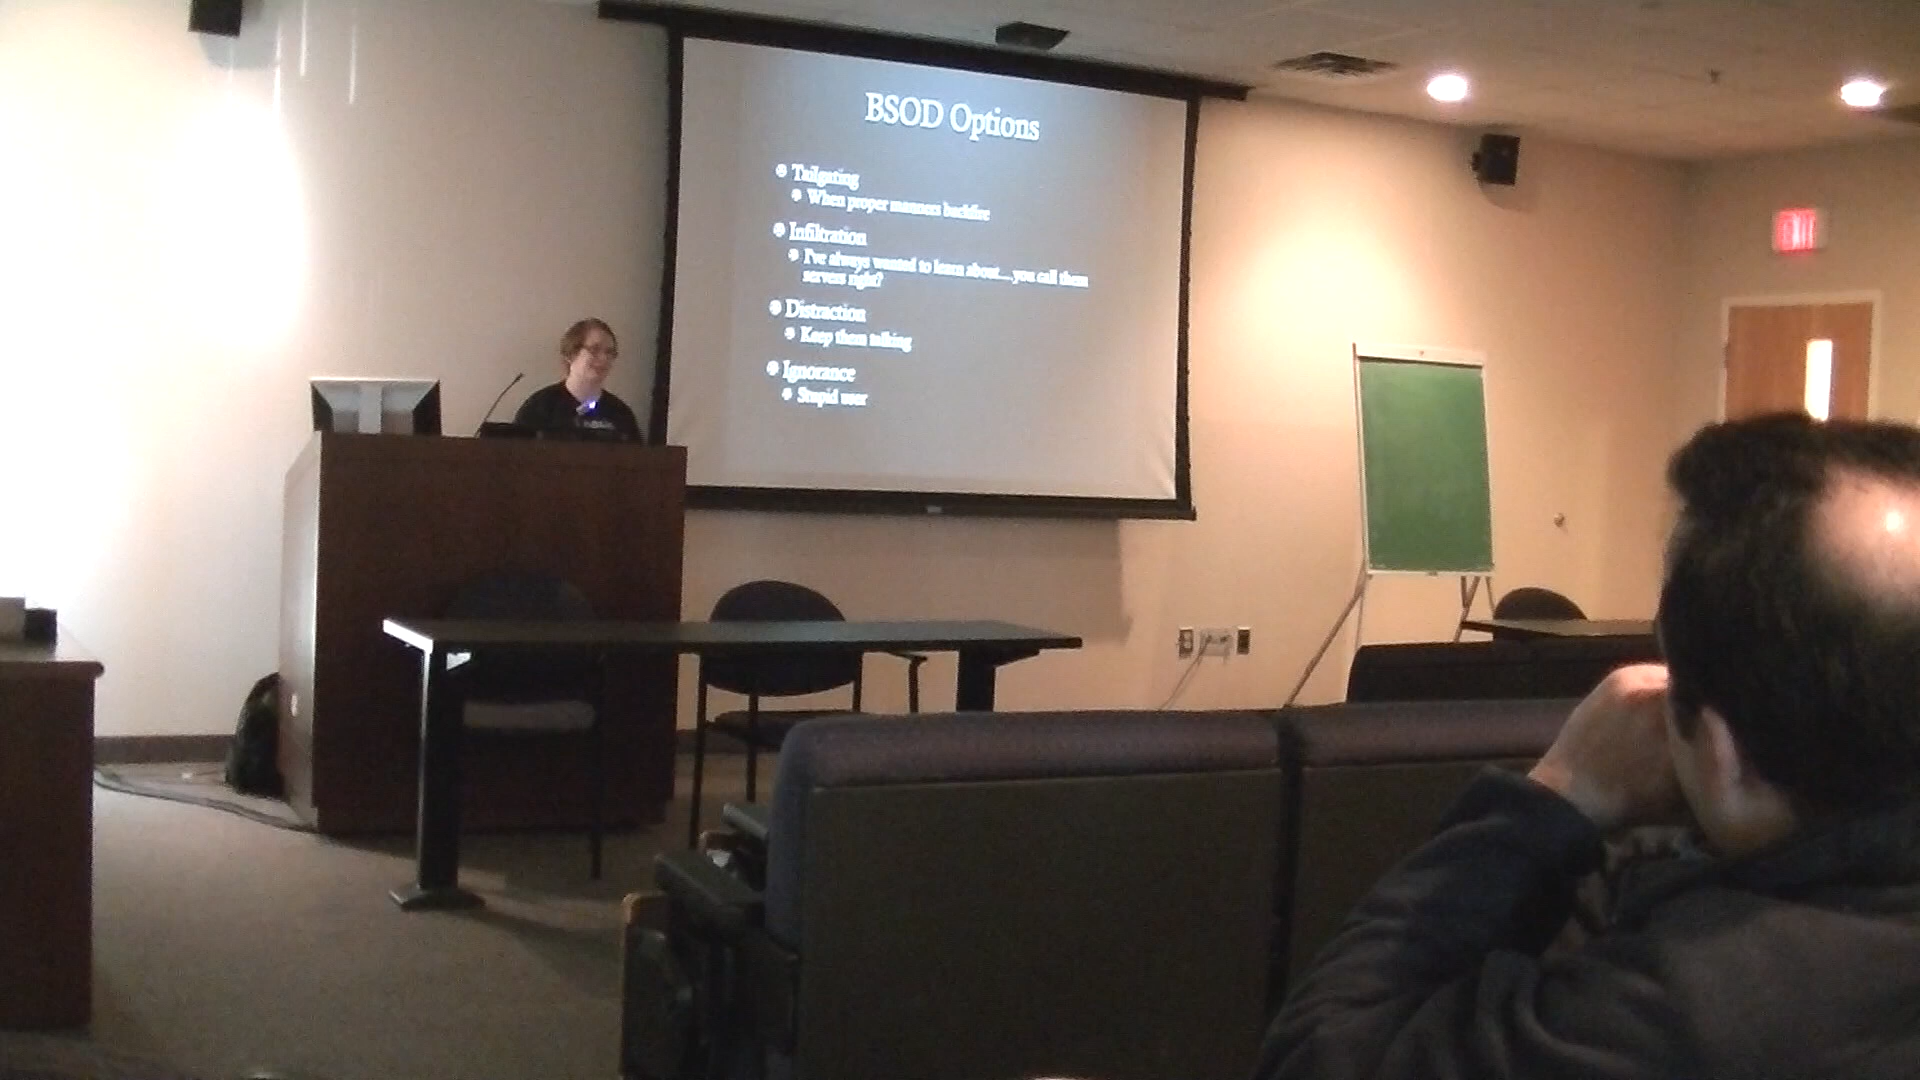 BSOD Options
Tailgating
When proper manners backfire
Infiltration
I've always wanted to learn about....you call them
servers right?
Distraction
Keep them talking
Ignorance
Stupid user